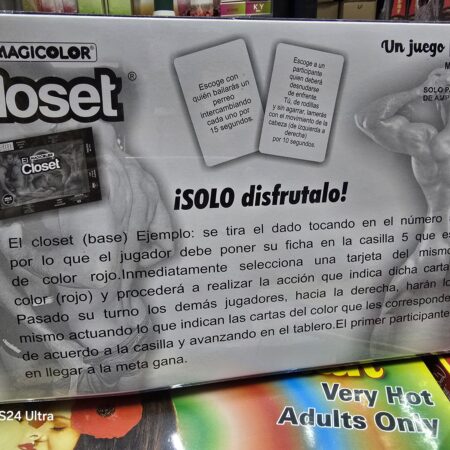 KY
MAGICOLOR®
Closet®
Escoge con
quién bailarás un
perreo
intercambiando
cada uno por
15 segundos.
Escoge a un
participante
quien deberá
desnudarse
de enfrente
Tú, de rodillas
y sin agarrar, lamerás
con el movimiento de la
cabeza (de izquierda a
derecha)
por 10 segundos.
Un juego
SOLO P
DE AM
El
Closet
¡SOLO disfrutalo!
El closet (base) Ejemplo: se tira el dado tocando en el número
por lo que el jugador debe poner su ficha en la casilla 5 que es
de color rojo.Inmediatamente selecciona una tarjeta del mismo
color (rojo) y procederá a realizar la acción que indica dicha carta
Pasado su turno los demás jugadores, hacia la derecha, harán lo
mismo actuando lo que indican las cartas del color que les corresponde
de acuerdo a la casilla y avanzando en el tablero.El primer participante
en llegar a la meta gana.
Very Hot
Adults Only
S24 Ultra